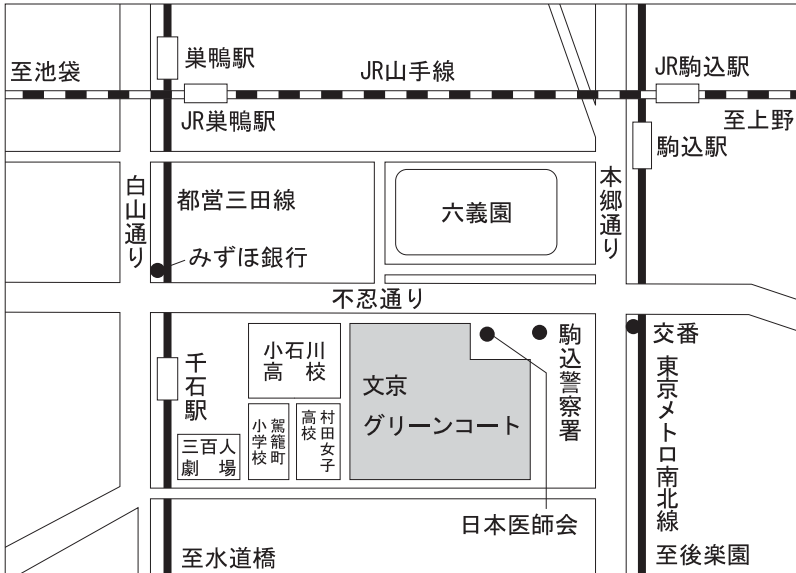 至池袋
巣鴨駅
JR山手線
JR駒込駅
JR巣鴨駅
至上野
駒込駅
白山通り
都営三田線
六義園
本郷通り
みずほ銀行
不忍通り
小石川
高 校
千石駅
文京
グリーンコート
駒込警察署
交番
東京メトロ南北線
三百人
劇 場
駕籠町
小学校
村田女子
高校
日本医師会
至水道橋
至後楽園